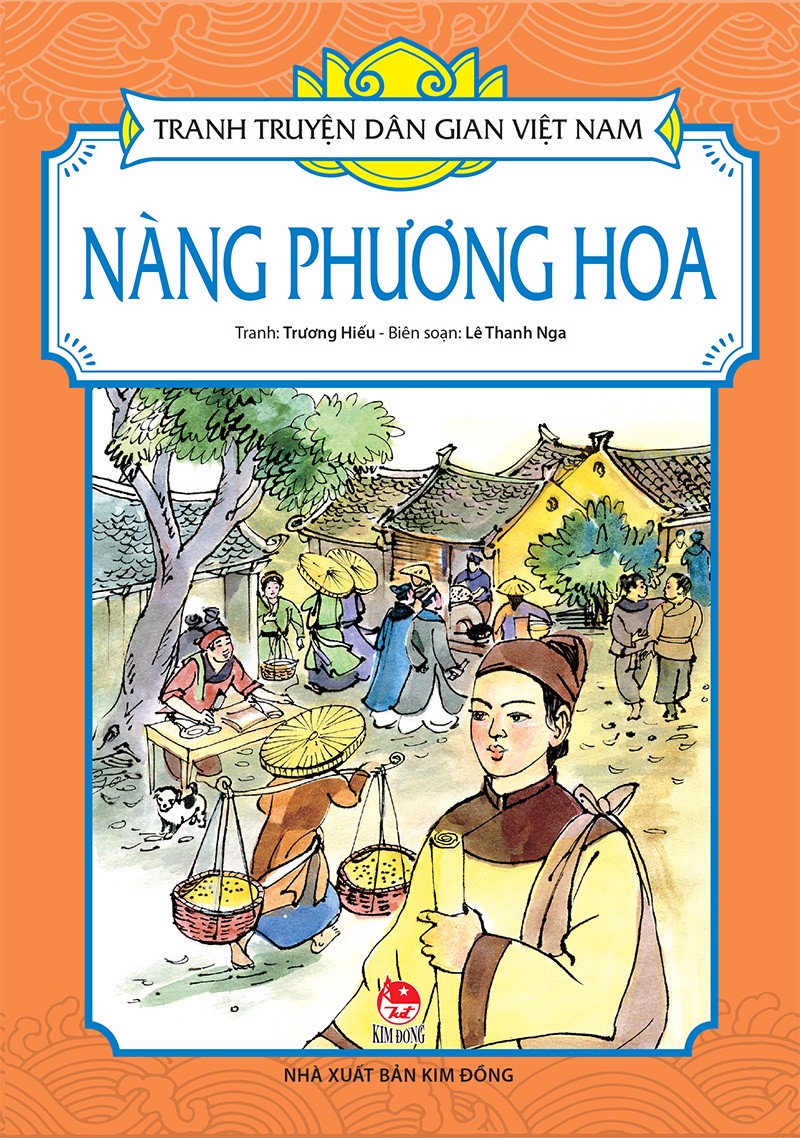 TRANH TRUYỆN DÂN GIAN VIỆT NAM
NÀNG PHƯƠNG HOA
Tranh: Trương Hiếu - Biên soạn: Lê Thanh Nga
KIM ĐỒNG
NHÀ XUẤT BẢN KIM ĐỒNG